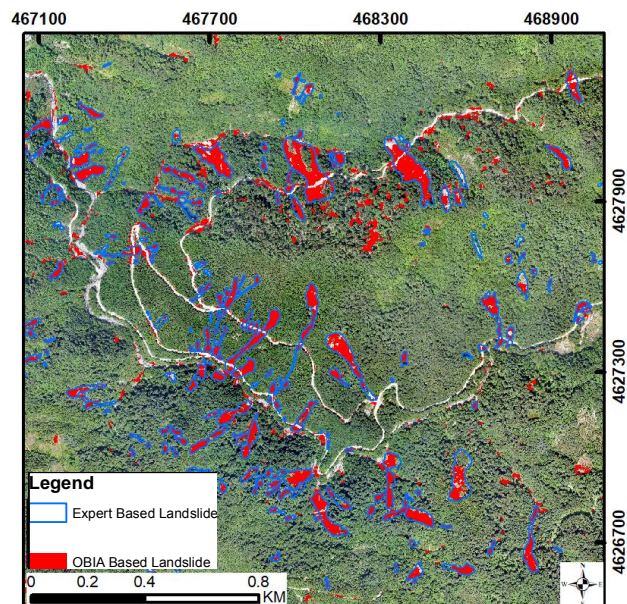 467100 467700 468300 468900
4627900
4627300
4626700
Legend
Expert Based Landslide
OBIA Based Landslide
0 0.2 0.4 0.8
KM
N
W E
S